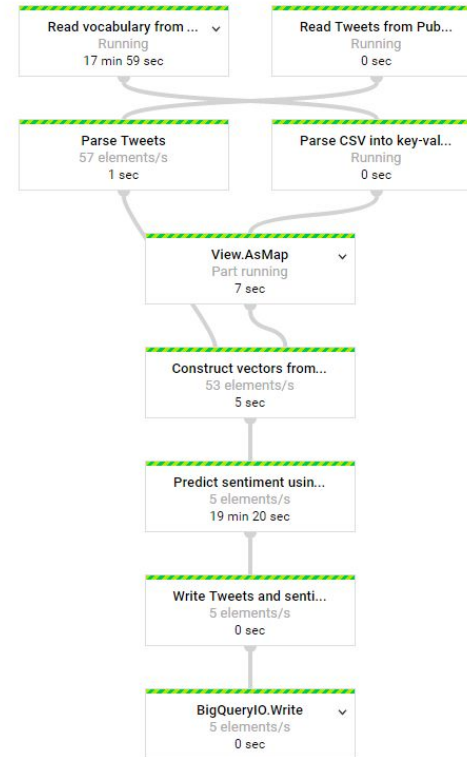 Read vocabulary from ...
Running
17 min 59 sec
Read Tweets from Pub...
Running
0 sec
Parse Tweets
57 elements/s
1 sec
Parse CSV into key-val...
Running
0 sec
View.AsMap
Part running
7 sec
Construct vectors from...
53 elements/s
5 sec
Predict sentiment usin...
5 elements/s
19 min 20 sec
Write Tweets and senti...
5 elements/s
0 sec
BigQueryIO.Write
5 elements/s
0 sec